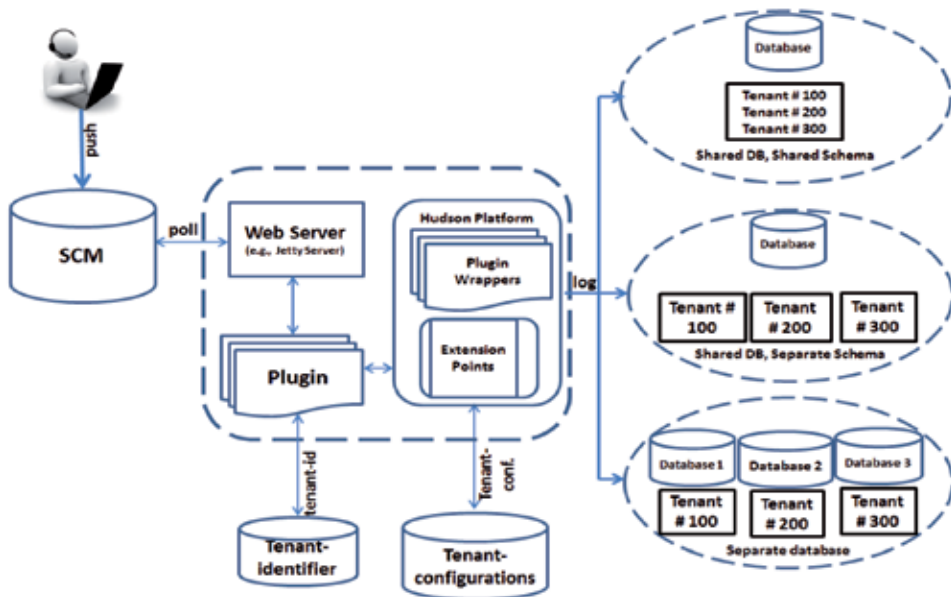 push
SCM
poll
Web Server
(e.g., Jetty Server)
Plugin
Hudson Platform
Plugin
Wrappers
Extension
Points
log
tenant-id
Tenant-
conf.
Tenant-
identifier
Tenant-
configurations
Database
Tenant # 100
Tenant # 200
Tenant # 300
Shared DB, Shared Schema
Database
Tenant #
100
Tenant
# 200
Tenant
# 300
Shared DB, Separate Schema
Database 1
Database 2
Database 3
Tenant
# 100
Tenant
# 200
Tenant
# 300
Separate database